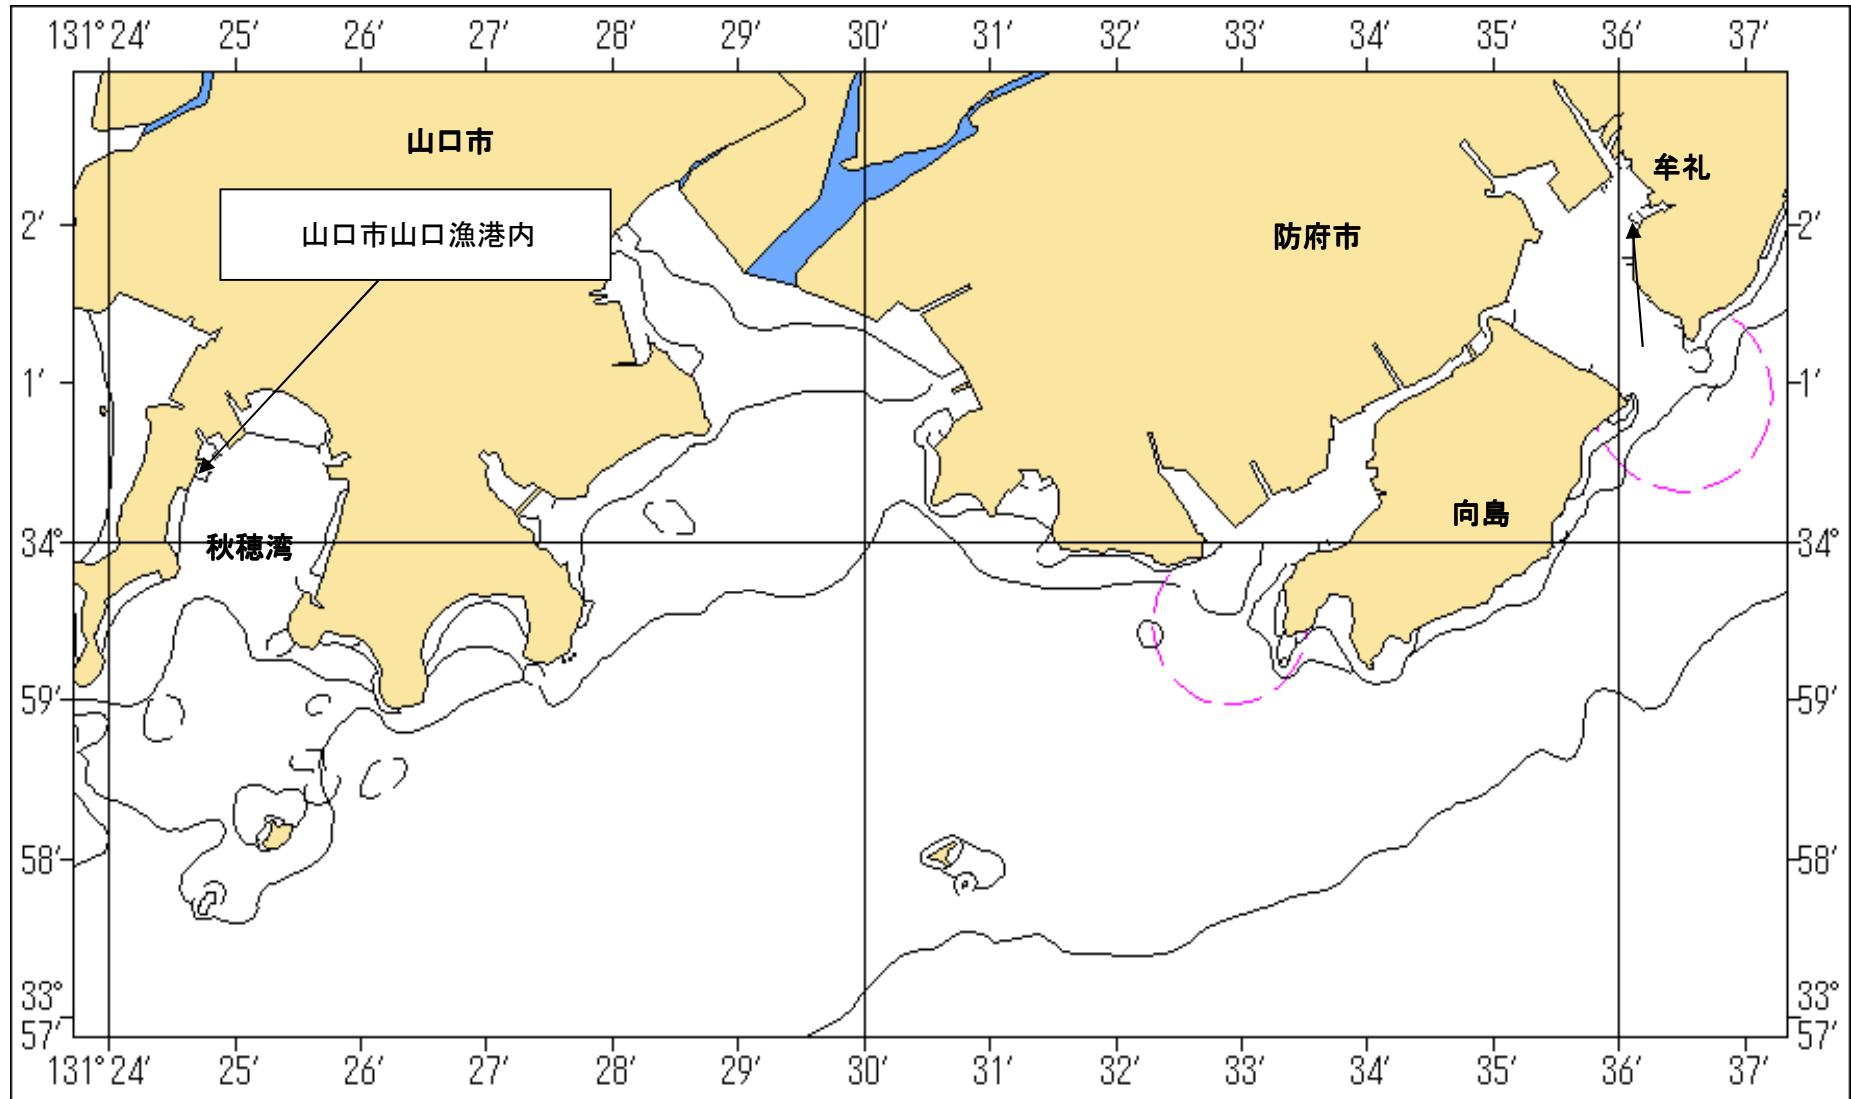 131°24′ 25′ 26′ 27′ 28′ 29′ 30′ 31′ 32′ 33′ 34′ 35′ 36′ 37′
山口市
牟礼
2′ 山口市山口漁港内 防府市 2′
1′ 1′
向島
34° 秋穂湾 34°
59′ 59′
58′ 58′
33° 33°
57′ 57′
131°24′ 25′ 26′ 27′ 28′ 29′ 30′ 31′ 32′ 33′ 34′ 35′ 36′ 37′